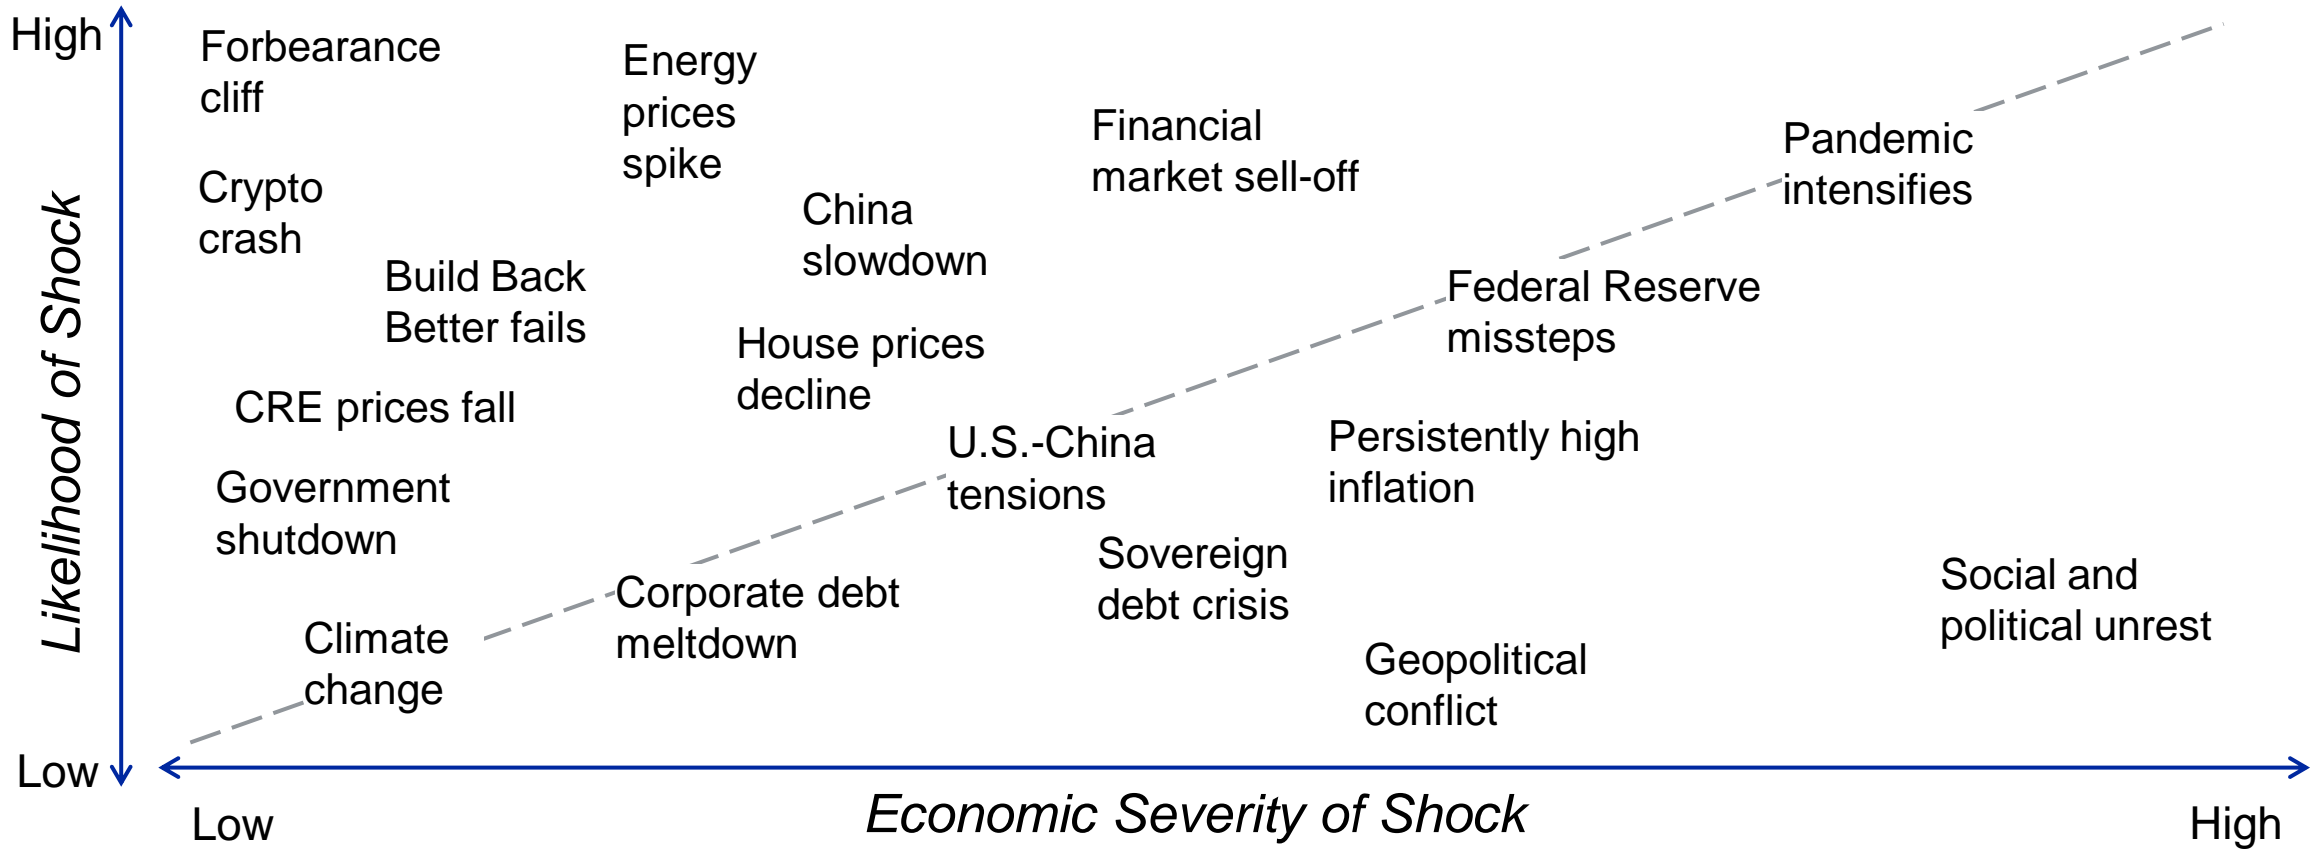 High
Forbearance
cliff
Energy
prices
spike
Financial
market sell-off
Pandemic
intensifies
Crypto
crash
China
slowdown
Build Back
Better fails
Federal Reserve
missteps
House prices
decline
CRE prices fall
U.S.-China
tensions
Persistently high
inflation
Government
shutdown
Sovereign
debt crisis
Social and
political unrest
Corporate debt
meltdown
Climate
change
Geopolitical
conflict
Likelihood of Shock
Low
Low
Economic Severity of Shock
High